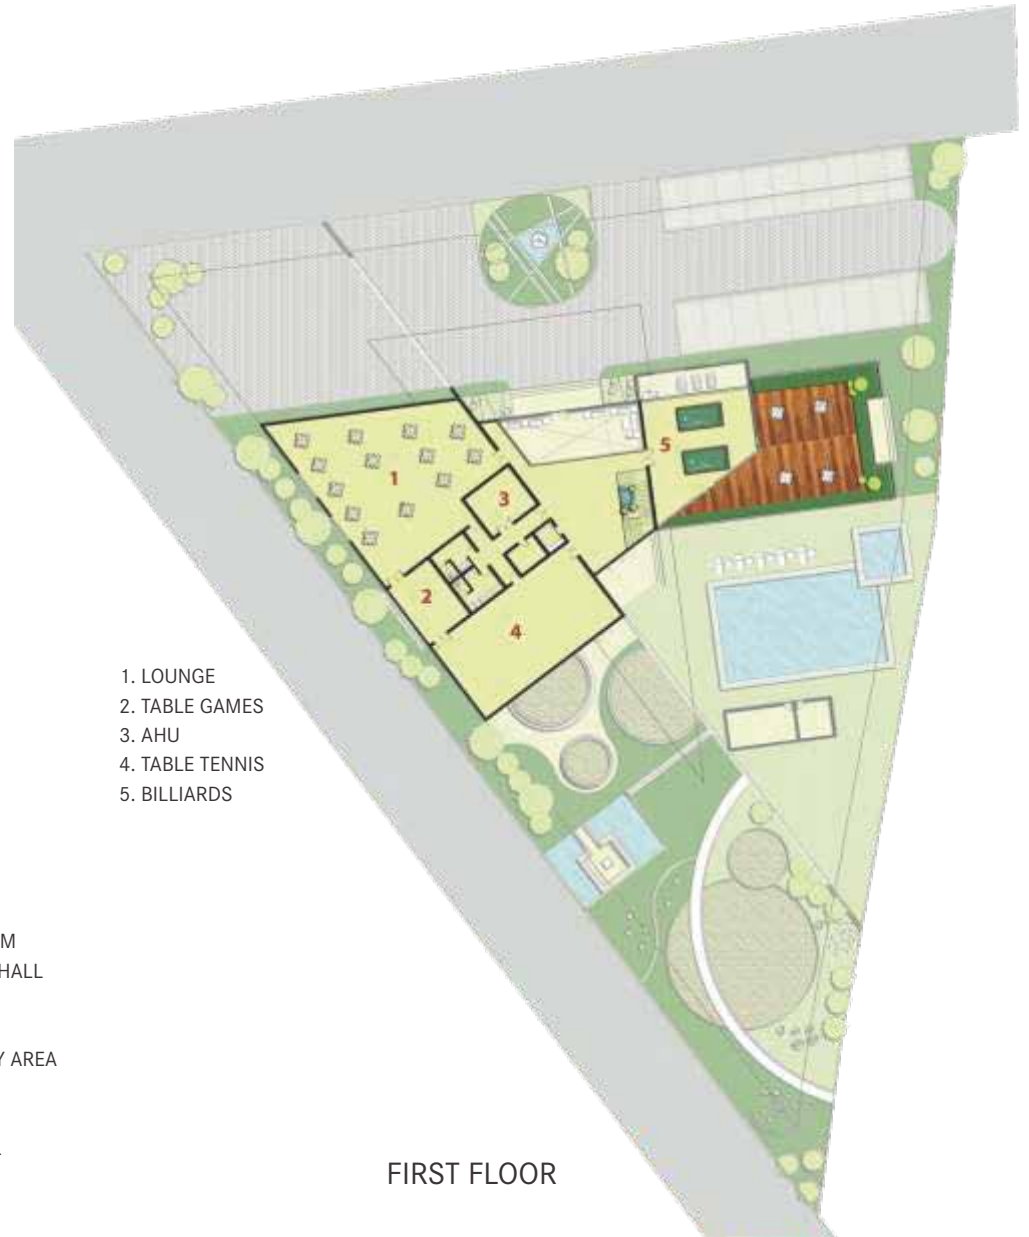 1
3
5
2
4
1. LOUNGE
2. TABLE GAMES
3. AHU
4. TABLE TENNIS
5. BILLIARDS
M
HALL
Y AREA
FIRST FLOOR